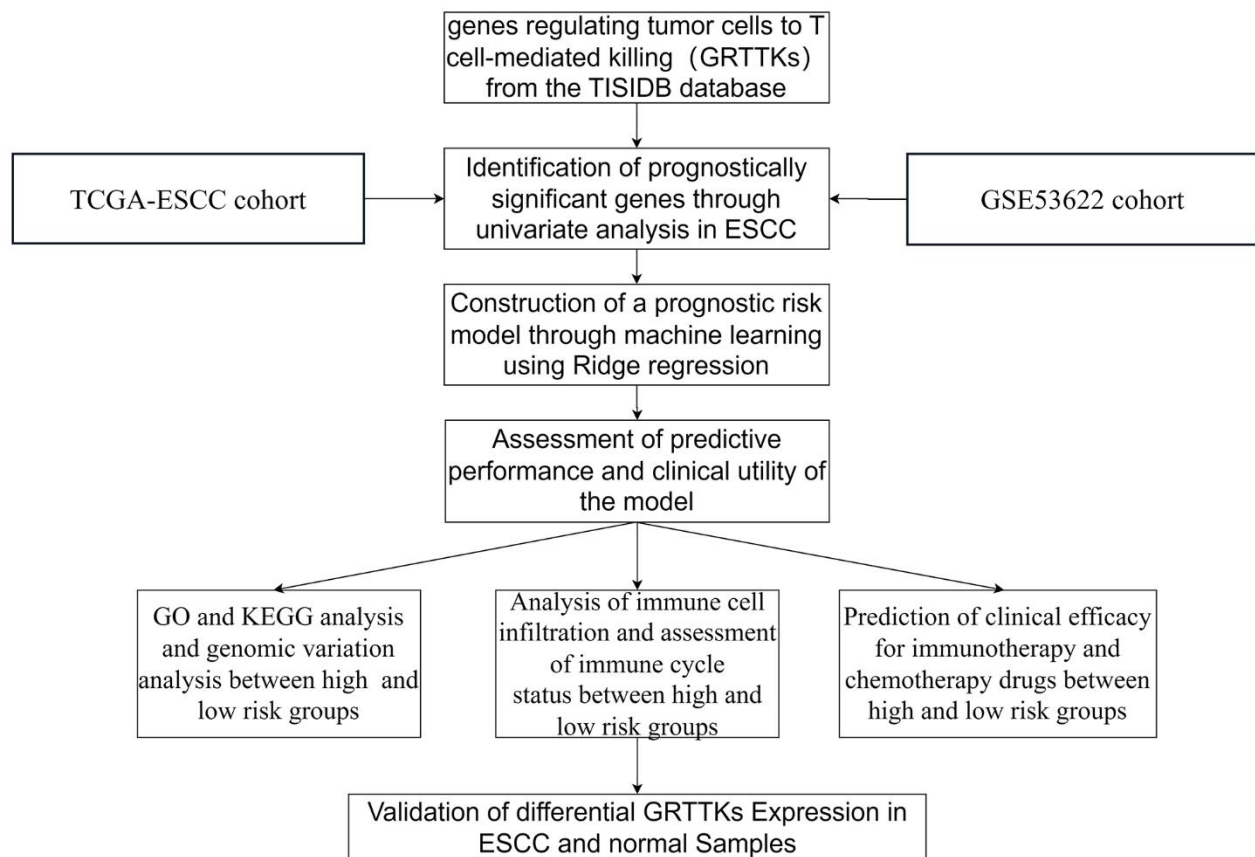 genes regulating tumor cells to T
cell-mediated killing（GRTTKs）
from the TISIDB database
TCGA-ESCC cohort
Identification of prognostically
significant genes through
univariate analysis in ESCC
GSE53622 cohort
Construction of a prognostic risk
model through machine learning
using Ridge regression
Assessment of predictive
performance and clinical utility of
the model
GO and KEGG analysis
and genomic variation
analysis between high and
low risk groups
Analysis of immune cell
infiltration and assessment
of immune cycle
status between high and
low risk groups
Prediction of clinical efficacy
for immunotherapy and
chemotherapy drugs between
high and low risk groups
Validation of differential GRTTKs Expression in
ESCC and normal Samples